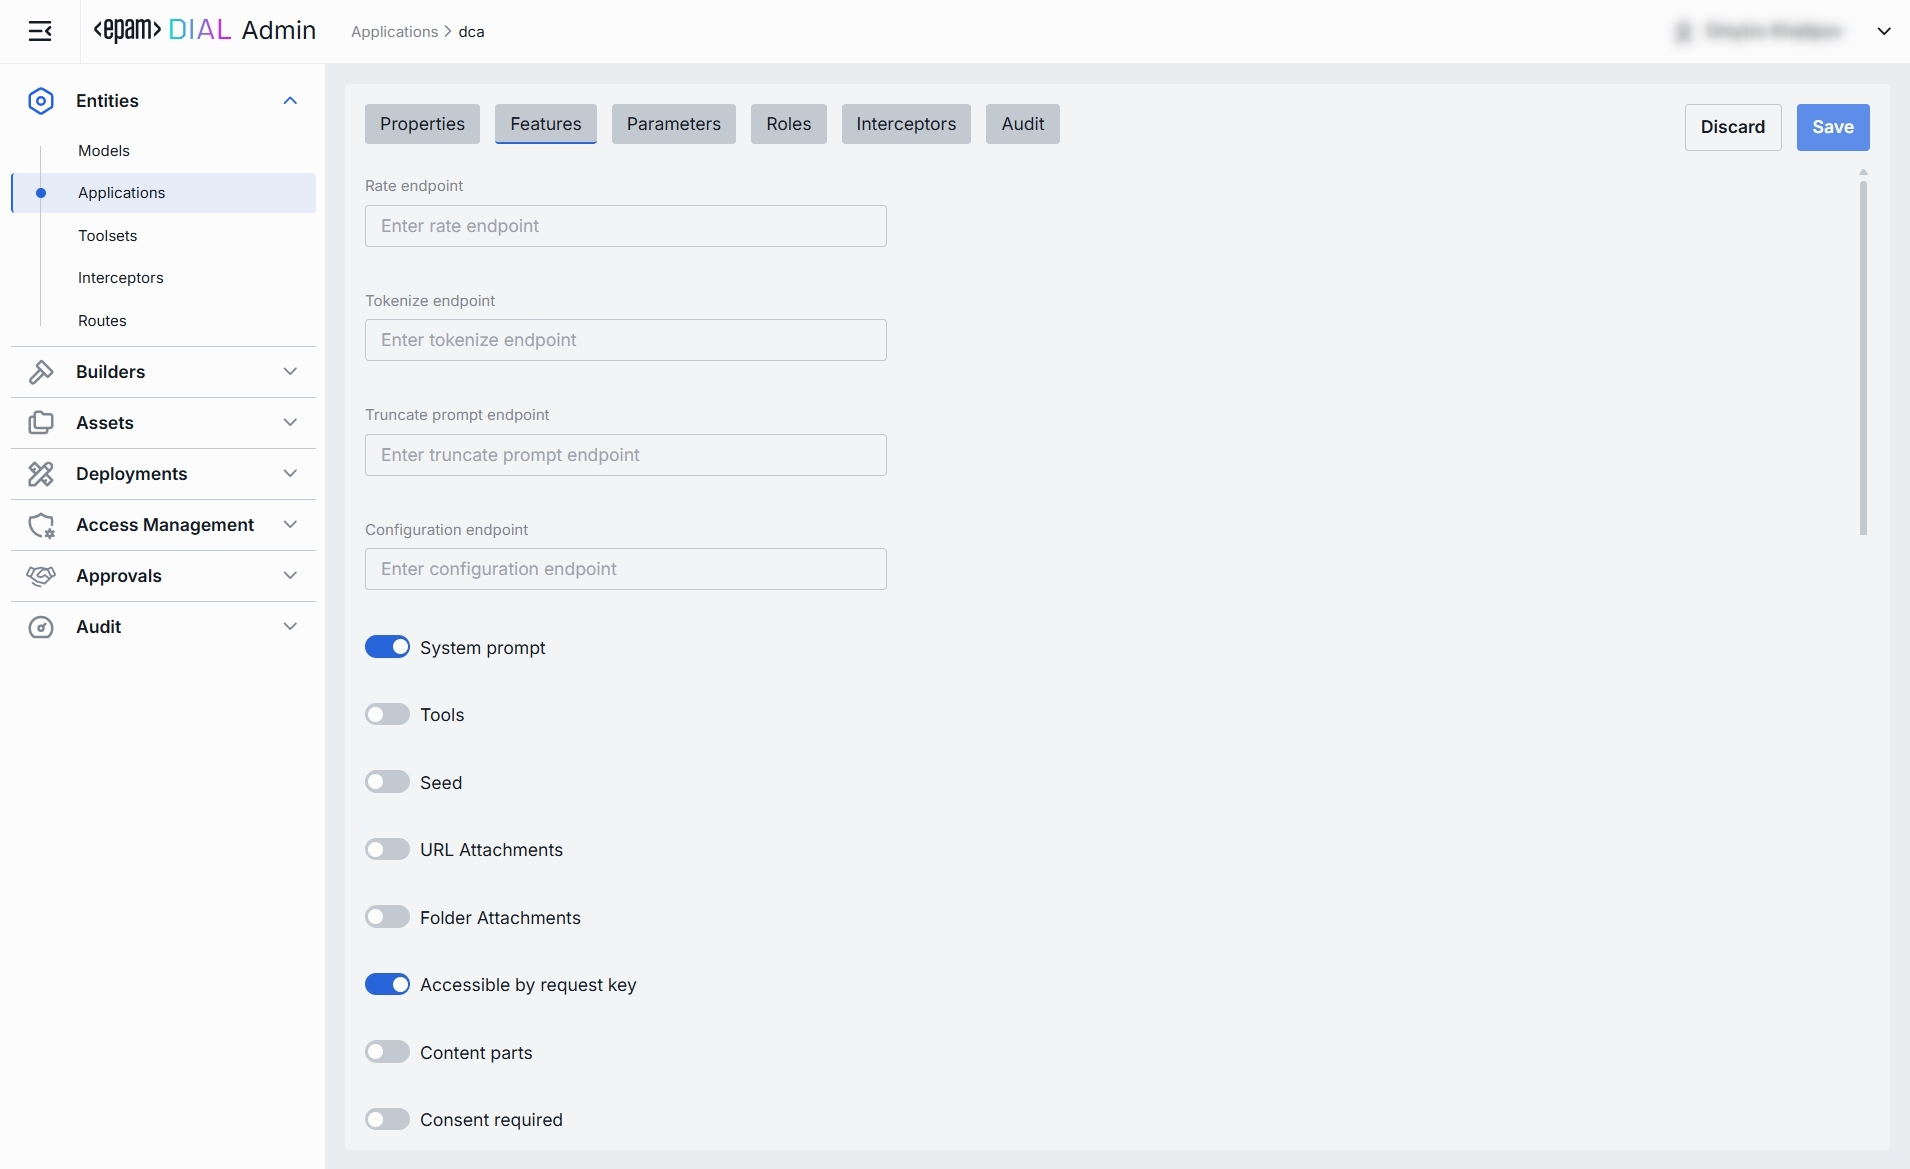 <epam> DIAL Admin
Applications > dca
Entities
Models
Applications
Toolsets
Interceptors
Routes
Builders
Assets
Deployments
Access Management
Approvals
Audit
Properties
Features
Parameters
Roles
Interceptors
Audit
Discard
Save
Rate endpoint
Enter rate endpoint
Tokenize endpoint
Enter tokenize endpoint
Truncate prompt endpoint
Enter truncate prompt endpoint
Configuration endpoint
Enter configuration endpoint
System prompt
Tools
Seed
URL Attachments
Folder Attachments
Accessible by request key
Content parts
Consent required